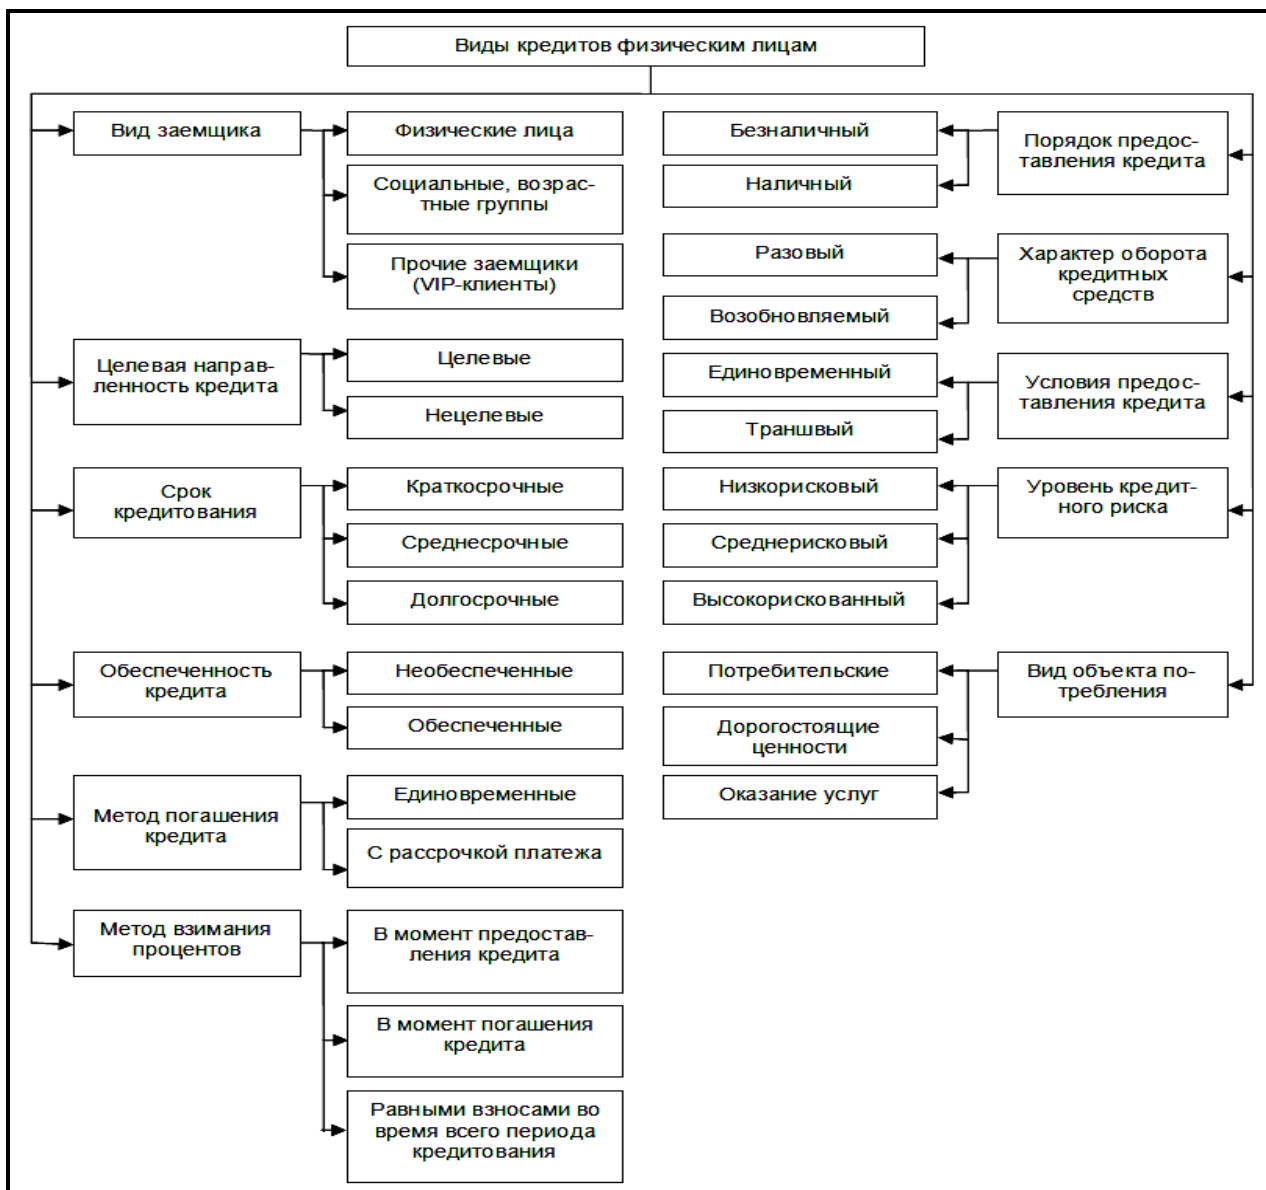 Виды кредитов физическим лицам
Вид заемщика
Физические лица
Социальные, возрас-
тные группы
Прочие заемщики
(VIP-клиенты)
Целевая направ-
ленность кредита
Целевые
Нецелевые
Срок
кредитования
Краткосрочные
Среднесрочные
Долгосрочные
Обеспеченность
кредита
Необеспеченные
Обеспеченные
Метод погашения
кредита
Единовременные
С рассрочкой платежа
Метод взимания
процентов
В момент предостав-
ления кредита
В момент погашения
кредита
Равными взносами во
время всего периода
кредитования
Безналичный
Наличный
Порядок предос-
тавления кредита
Разовый
Возобновляемый
Характер оборота
кредитных
средств
Единовременный
Траншвый
Условия предос-
тавления кредита
Низкорисковый
Среднерисковый
Высокорискованный
Уровень кредит-
ного риска
Потребительские
Дорогостоящие
ценности
Оказание услуг
Вид объекта по-
требления